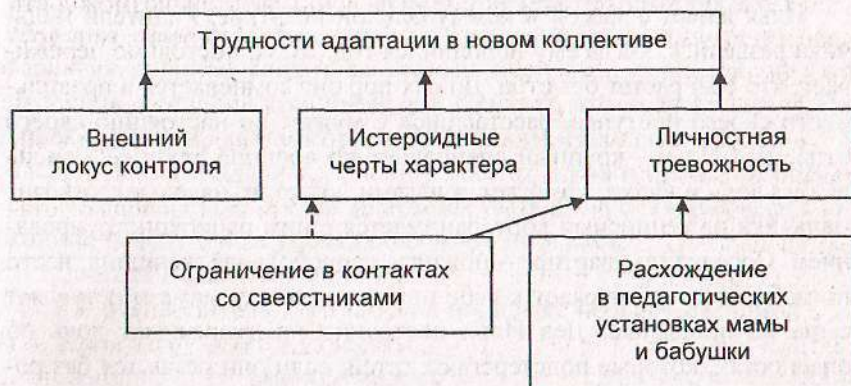 Трудности адаптации в новом коллективе
Внешний
локус контроля
Истероидные
черты характера
Личностная
тревожность
Ограничение в контактах
со сверстниками
Расхождение
в педагогических
установках мамы
и бабушки